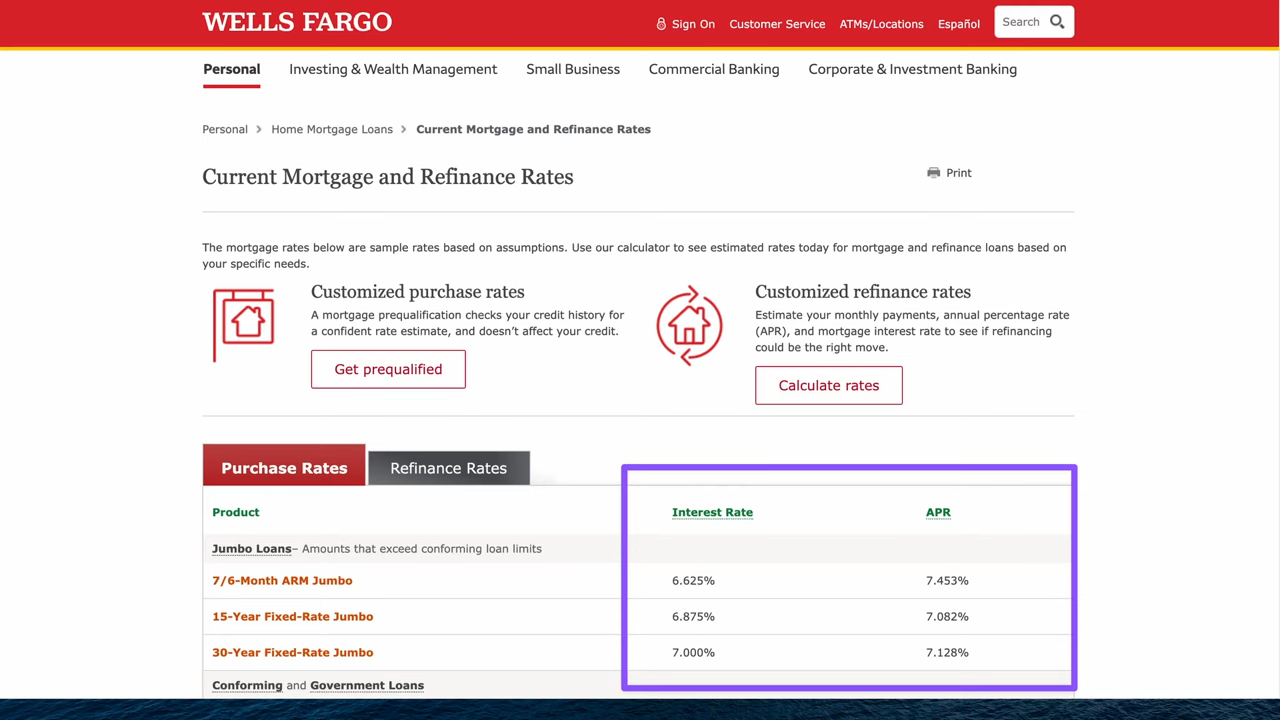 WELLS FARGO
Sign On Customer Service ATMs/Locations Español Search
Personal Investing & Wealth Management Small Business Commercial Banking Corporate & Investment Banking
Personal > Home Mortgage Loans > Current Mortgage and Refinance Rates
Current Mortgage and Refinance Rates
Print
The mortgage rates below are sample rates based on assumptions. Use our calculator to see estimated rates today for mortgage and refinance loans based on
your specific needs.
Customized purchase rates
A mortgage prequalification checks your credit history for
a confident rate estimate, and doesn’t affect your credit.
Get prequalified
Customized refinance rates
Estimate your monthly payments, annual percentage rate
(APR), and mortgage interest rate to see if refinancing
could be the right move.
Calculate rates
Purchase Rates Refinance Rates
Product Interest Rate APR
Jumbo Loans– Amounts that exceed conforming loan limits
7/6-Month ARM Jumbo 6.625% 7.453%
15-Year Fixed-Rate Jumbo 6.875% 7.082%
30-Year Fixed-Rate Jumbo 7.000% 7.128%
Conforming and Government Loans